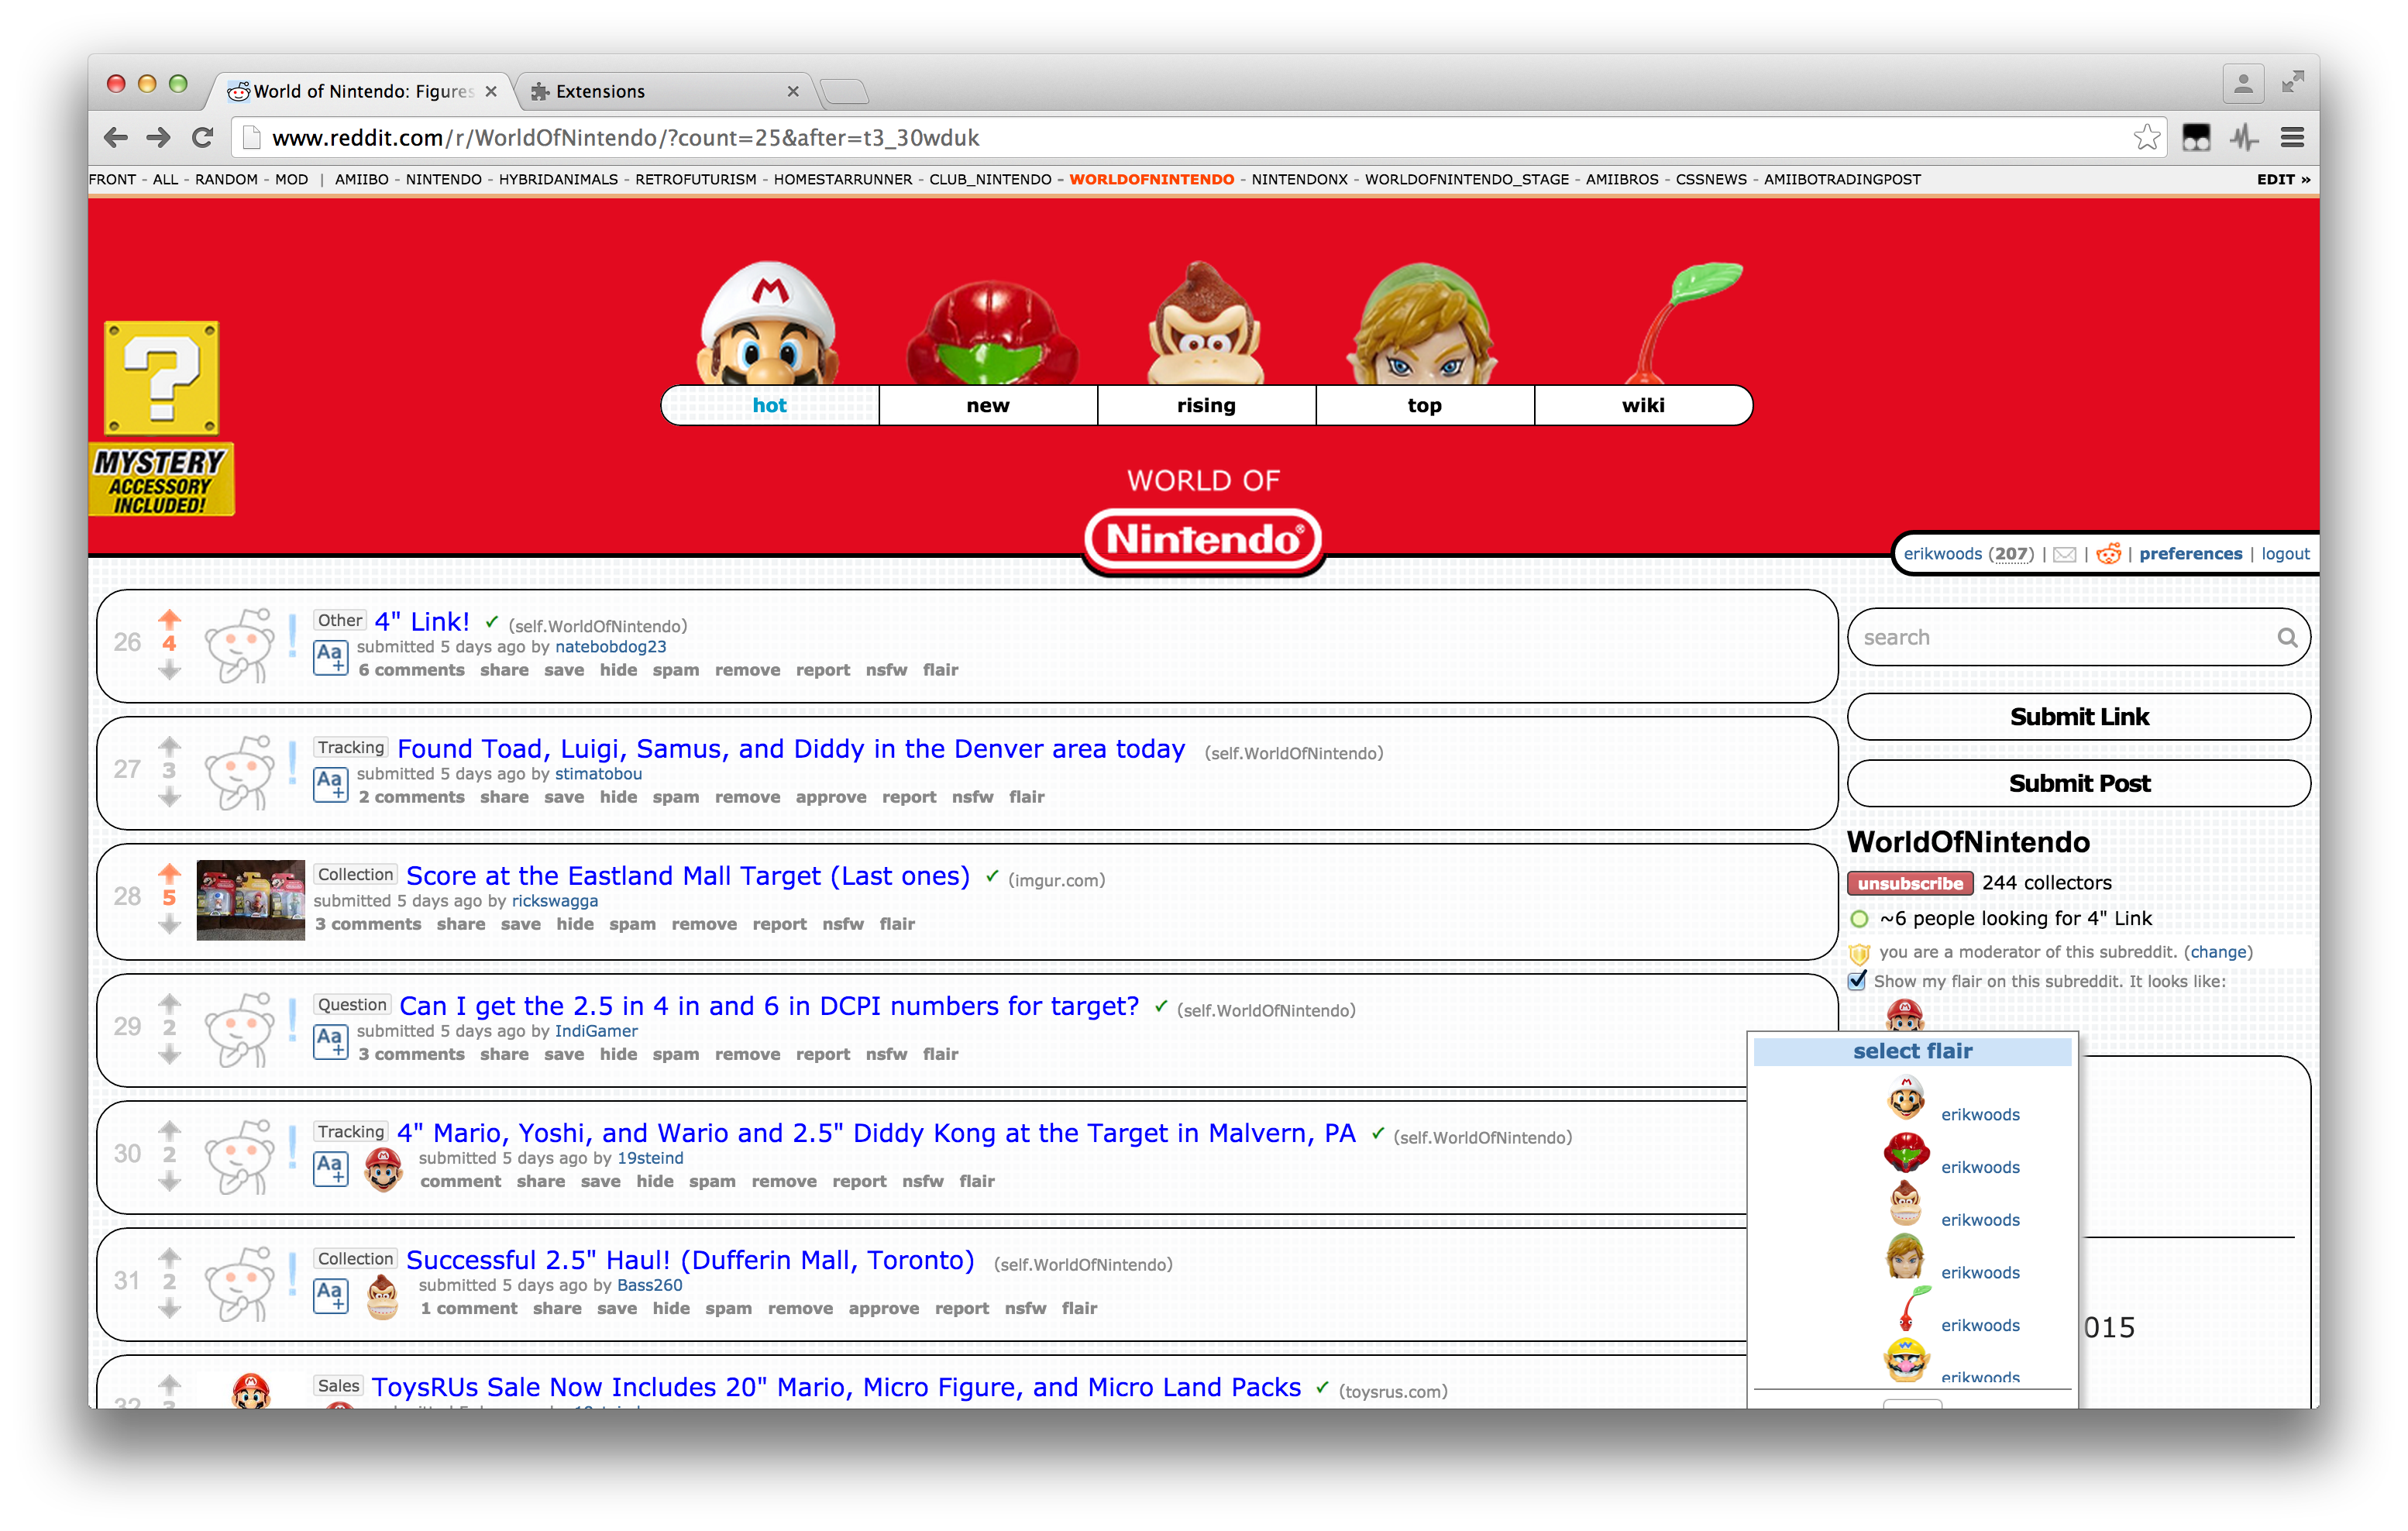 World of Nintendo: Figures
Extensions
www.reddit.com/r/WorldOfNintendo/?count=25&after=t3_30wduk
FRONT - ALL - RANDOM - MOD | AMIIBO - NINTENDO - HYBRIDANIMALS - RETROFUTURISM - HOMESTARRUNNER - CLUB_NINTENDO - WORLDOFNINTENDO - NINTENDONX - WORLDOFNINTENDO_STAGE - AMIIBROS - CSSNEWS - AMIIBOTRADINGPOST
EDIT »
M
?
MYSTERY
ACCESSORY
INCLUDED!
hot new rising top wiki
WORLD OF
Nintendo®
erikwoods (207) | | | preferences | logout
26 4 ! Other 4" Link! ✓ (self.WorldOfNintendo)
Aa+ submitted 5 days ago by natebobdog23
6 comments share save hide spam remove report nsfw flair
27 3 ! Tracking Found Toad, Luigi, Samus, and Diddy in the Denver area today (self.WorldOfNintendo)
Aa+ submitted 5 days ago by stimatobou
2 comments share save hide spam remove approve report nsfw flair
28 5 Collection Score at the Eastland Mall Target (Last ones) ✓ (imgur.com)
submitted 5 days ago by rickswagga
3 comments share save hide spam remove report nsfw flair
29 2 ! Question Can I get the 2.5 in 4 in and 6 in DCPI numbers for target? ✓ (self.WorldOfNintendo)
Aa+ submitted 5 days ago by IndiGamer
3 comments share save hide spam remove report nsfw flair
30 2 ! Tracking 4" Mario, Yoshi, and Wario and 2.5" Diddy Kong at the Target in Malvern, PA ✓ (self.WorldOfNintendo)
Aa+ submitted 5 days ago by 19steind
comment share save hide spam remove report nsfw flair
31 2 ! Collection Successful 2.5" Haul! (Dufferin Mall, Toronto) (self.WorldOfNintendo)
Aa+ submitted 5 days ago by Bass260
1 comment share save hide spam remove approve report nsfw flair
32 Sales ToysRUs Sale Now Includes 20" Mario, Micro Figure, and Micro Land Packs ✓ (toysrus.com)
search
Submit Link
Submit Post
WorldOfNintendo
unsubscribe 244 collectors
~6 people looking for 4" Link
you are a moderator of this subreddit. (change)
Show my flair on this subreddit. It looks like:
select flair
erikwoods
erikwoods
erikwoods
erikwoods
erikwoods
erikwoods
015